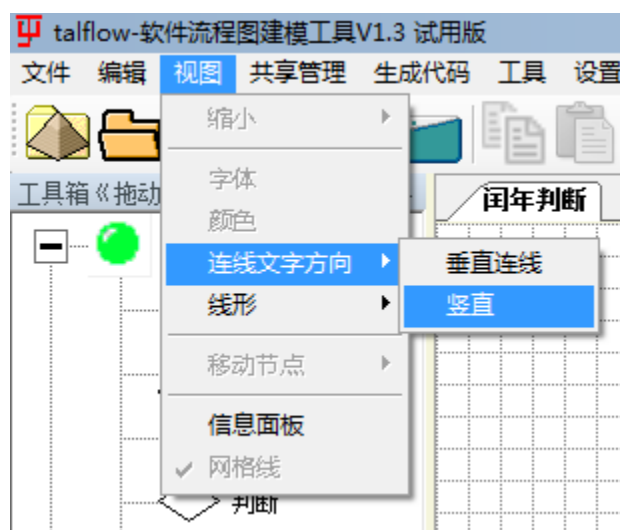 talflow-软件流程图建模工具V1.3 试用版
文件 编辑 视图 共享管理 生成代码 工具 设置
缩小
工具箱《拖动
字体
闰年判断
颜色
连线文字方向
垂直连线
线形
竖直
移动节点
信息面板
网格线
判断